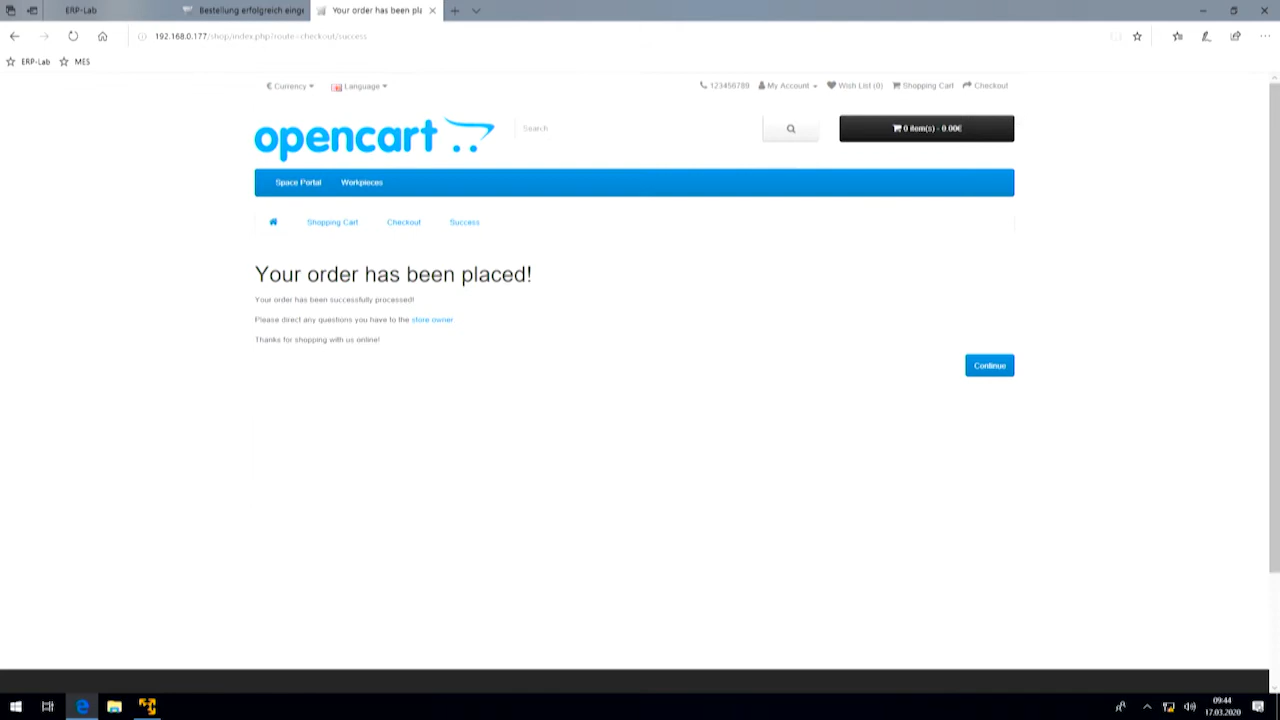 ERP-Lab
Bestellung erfolgreich einge
Your order has been pla
192.168.0.177/shop/index.php?route=checkout/success
ERP-Lab
MES
€ Currency
Language
123456789
My Account
Wish List (0)
Shopping Cart
Checkout
opencart
Search
0 item(s) - 0.00€
Space Portal
Workpieces
Shopping Cart
Checkout
Success
Your order has been placed!
Your order has been successfully processed!
Please direct any questions you have to the store owner
Thanks for shopping with us online!
Continue
09:44
17.03.2020